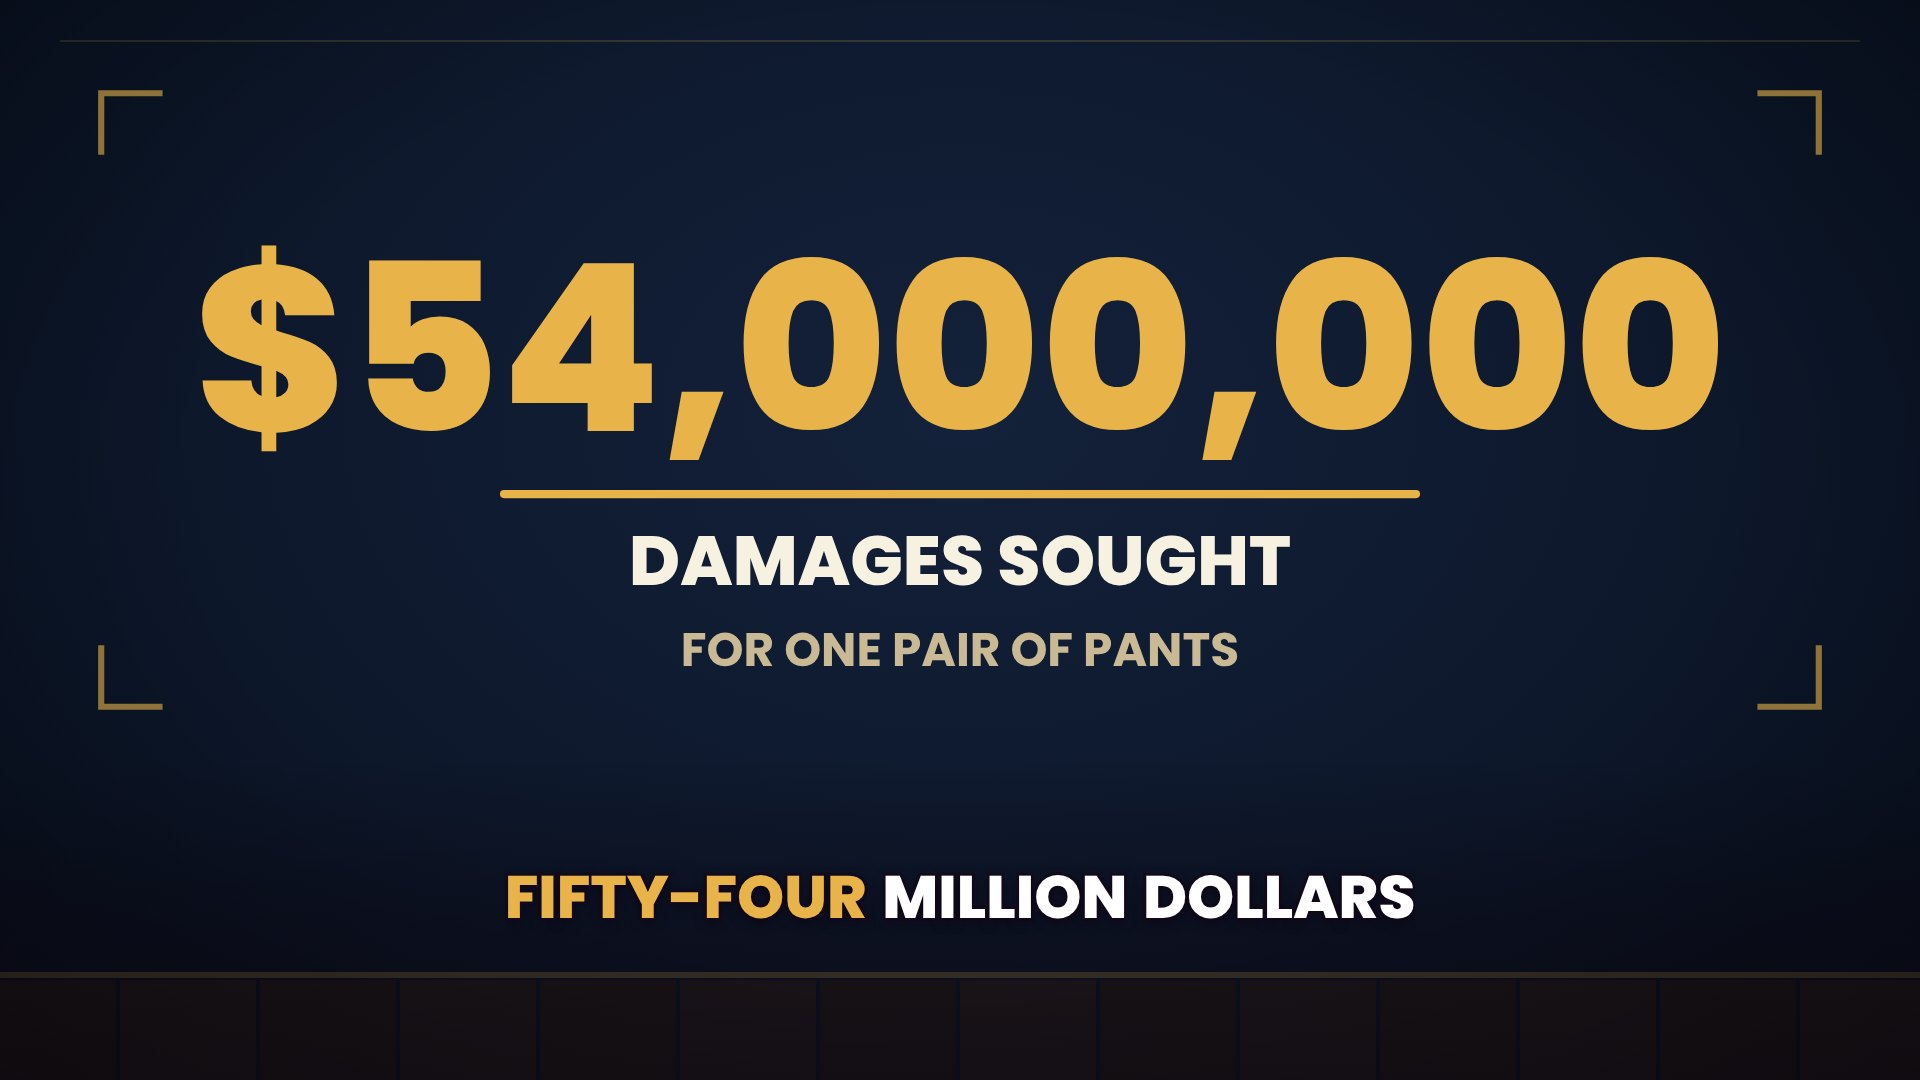 $54,000,000
DAMAGES SOUGHT
FOR ONE PAIR OF PANTS
FIFTY-FOUR MILLION DOLLARS